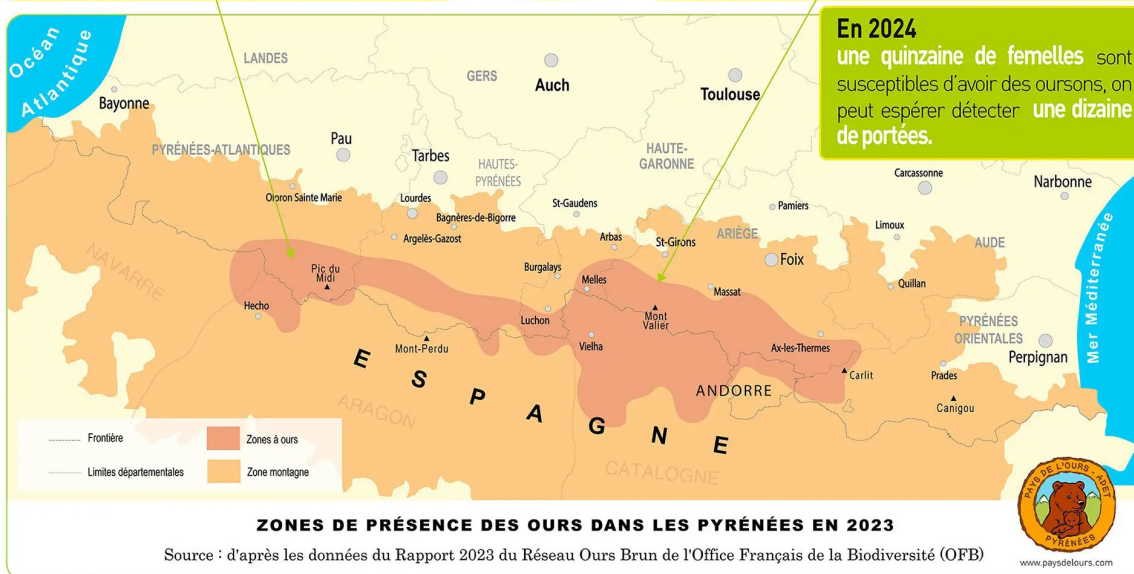 En 2024
une quinzaine de femelles sont
susceptibles d'avoir des oursons, on
peut espérer détecter une dizaine
de portées.
Océan
Atlantique
LANDES
GERS
Auch
Toulouse
Bayonne
PYRÉNÉES-ATLANTIQUES
Pau
Tarbes
HAUTES-
PYRÉNÉES
HAUTE-
GARONNE
Carcassonne
Narbonne
Oloron Sainte Marie
Lourdes
Bagnères-de-Bigorre
St-Gaudens
Pamiers
Limoux
Argelès-Gazost
Arbas
St-Girons
ARIÈGE
Foix
AUDE
Mer Méditerranée
NAVARRE
Pic du
Midi
Burgalays
Melles
Massat
Quillan
Hecho
Luchon
Mont
Valier
PYRÉNÉES
ORIENTALES
Perpignan
Mont-Perdu
Vielha
Ax-les-Thermes
Carlit
Prades
ANDORRE
Canigou
ESPAGNE
ARAGON
CATALOGNE
Frontière
Zones à ours
Limites départementales
Zone montagne
PAYS DE L'OURS - ADET
PYRÉNÉES
www.paysdelours.com
ZONES DE PRÉSENCE DES OURS DANS LES PYRÉNÉES EN 2023
Source : d'après les données du Rapport 2023 du Réseau Ours Brun de l'Office Français de la Biodiversité (OFB)